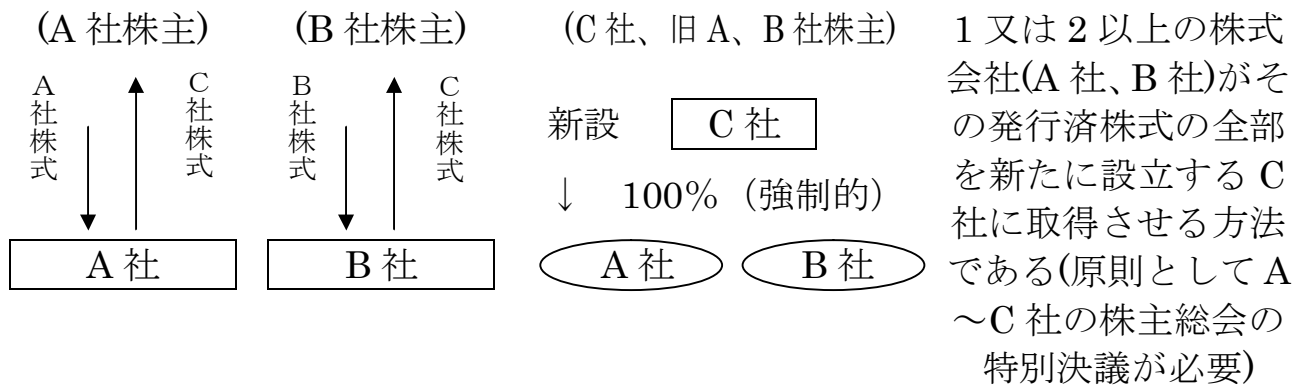 (A 社株主)
A社株式
C社株式
A 社
(B 社株主)
B社株式
C社株式
B 社
(C 社、旧 A、B 社株主)
新設
C 社
↓ 100％（強制的）
A 社
B 社
1 又は 2 以上の株式
会社(A 社、B 社)がそ
の発行済株式の全部
を新たに設立する C
社に取得させる方法
である(原則として A
～C 社の株主総会の
特別決議が必要)